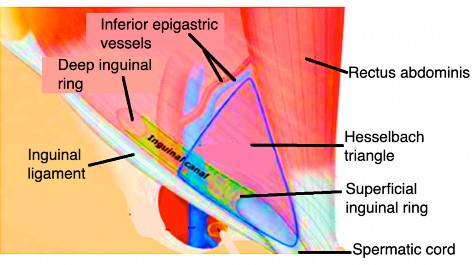 Inferior epigastric
vessels
Deep inguinal
ring
Rectus abdominis
Inguinal canal
Hesselbach
triangle
Inguinal
ligament
Superficial
inguinal ring
Spermatic cord